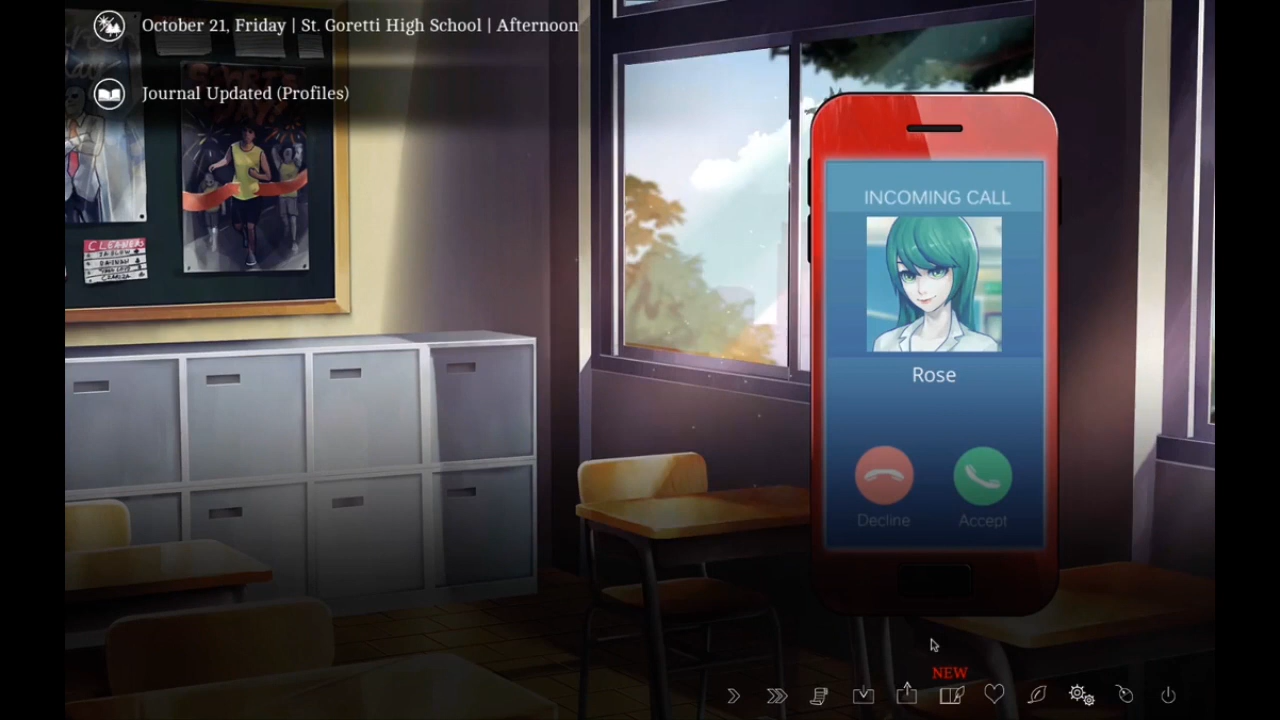 October 21, Friday | St. Goretti High School | Afternoon
Journal Updated (Profiles)
CLEANERS
INCOMING CALL
Rose
Decline
Accept
NEW